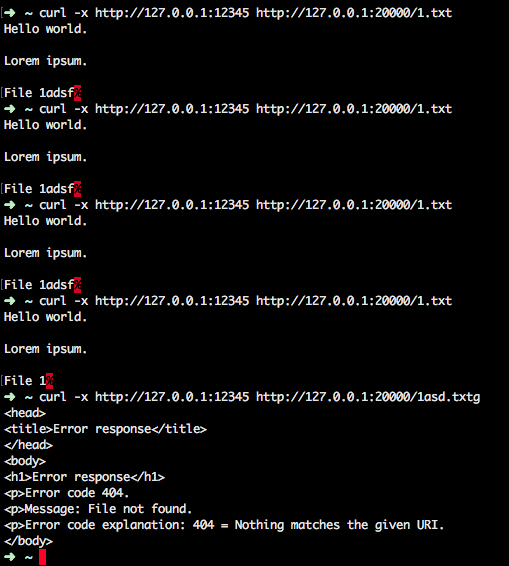 ➜ ~ curl -x http://127.0.0.1:12345 http://127.0.0.1:20000/1.txt
Hello world.
Lorem ipsum.
File 1adsf%
➜ ~ curl -x http://127.0.0.1:12345 http://127.0.0.1:20000/1.txt
Hello world.
Lorem ipsum.
File 1adsf%
➜ ~ curl -x http://127.0.0.1:12345 http://127.0.0.1:20000/1.txt
Hello world.
Lorem ipsum.
File 1adsf%
➜ ~ curl -x http://127.0.0.1:12345 http://127.0.0.1:20000/1.txt
Hello world.
Lorem ipsum.
File 1%
➜ ~ curl -x http://127.0.0.1:12345 http://127.0.0.1:20000/1asd.txtg
<head>
<title>Error response</title>
</head>
<body>
<h1>Error response</h1>
<p>Error code 404.
<p>Message: File not found.
<p>Error code explanation: 404 = Nothing matches the given URI.
</body>
➜ ~